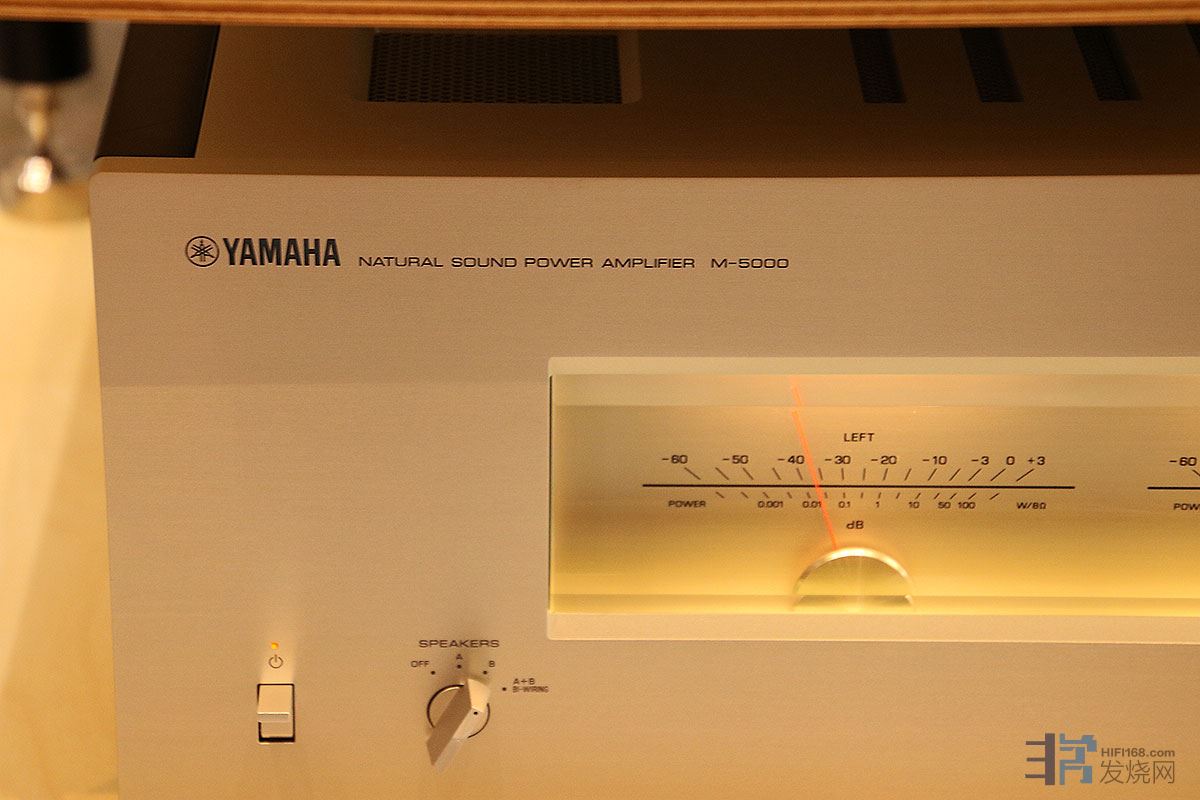 YAMAHA NATURAL SOUND POWER AMPLIFIER M-5000
LEFT
-60 -50 -40 -30 -20 -10 -3 0 +3
-60
POWER 0.001 0.01 0.1 1 10 50 100 W/8Ω
POW
dB
SPEAKERS
OFF A B
A+B
BI-WIRING
HIFI168.com
发烧网